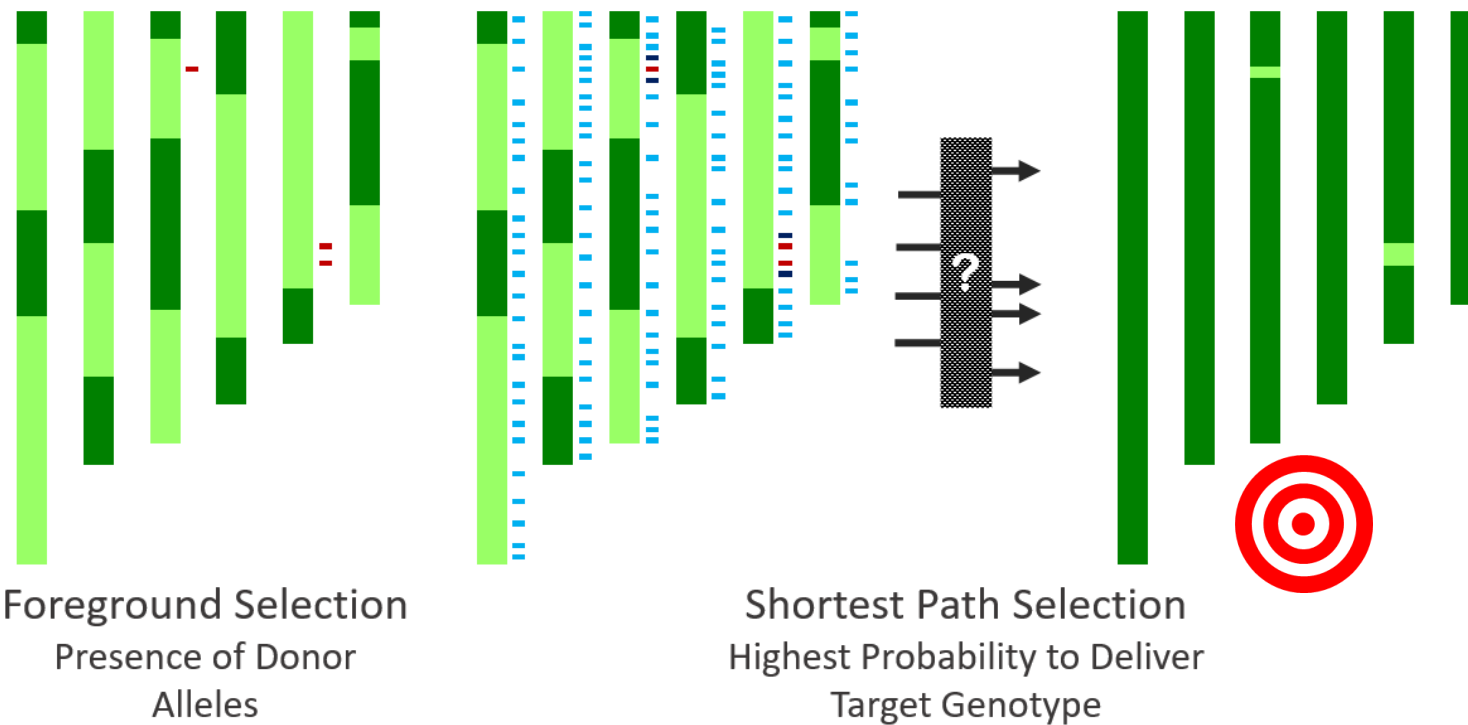 ?
Foreground Selection
Presence of Donor
Alleles
Shortest Path Selection
Highest Probability to Deliver
Target Genotype